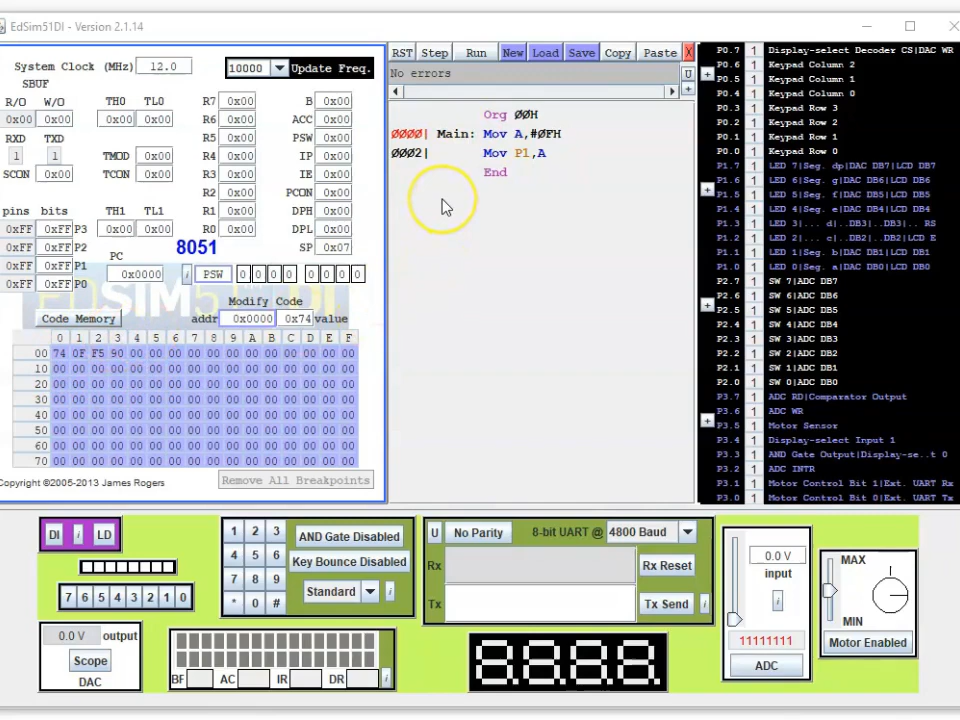 EdSim51DI - Version 2.1.14
System Clock (MHz) 12.0 10000 Update Freq.
SBUF
R/O W/O TH0 TL0 R7 0x00 B 0x00
0x00 0x00 0x00 0x00 R6 0x00 ACC 0x00
RXD TXD R5 0x00 PSW 0x00
1 1 TMOD 0x00 R4 0x00 IP 0x00
SCON 0x00 TCON 0x00 R3 0x00 IE 0x00
R2 0x00 PCON 0x00
pins bits TH1 TL1 R1 0x00 DPH 0x00
0xFF 0xFF P3 0x00 0x00 R0 0x00 DPL 0x00
0xFF 0xFF P2 PC 8051 SP 0x07
0xFF 0xFF P1 0x0000 i PSW 0 0 0 0 0 0 0 0
0xFF 0xFF P0
EdSIM51DI
Modify Code
Code Memory addr 0x0000 0x74 value
0 1 2 3 4 5 6 7 8 9 A B C D E F
00 74 0F F5 90 00 00 00 00 00 00 00 00 00 00 00 00
10 00 00 00 00 00 00 00 00 00 00 00 00 00 00 00 00
20 00 00 00 00 00 00 00 00 00 00 00 00 00 00 00 00
30 00 00 00 00 00 00 00 00 00 00 00 00 00 00 00 00
40 00 00 00 00 00 00 00 00 00 00 00 00 00 00 00 00
50 00 00 00 00 00 00 00 00 00 00 00 00 00 00 00 00
60 00 00 00 00 00 00 00 00 00 00 00 00 00 00 00 00
70 00 00 00 00 00 00 00 00 00 00 00 00 00 00 00 00
Copyright ©2005-2013 James Rogers Remove All Breakpoints
RST Step Run New Load Save Copy Paste X
No errors U
+
Org 00H
0000| Main: Mov A,#0FH
0002| Mov P1,A
End
P0.7 1 Display-select Decoder CS|DAC WR
P0.6 1 Keypad Column 2
P0.5 1 Keypad Column 1
P0.4 1 Keypad Column 0
P0.3 1 Keypad Row 3
P0.2 1 Keypad Row 2
P0.1 1 Keypad Row 1
P0.0 1 Keypad Row 0
P1.7 1 LED 7|Seg. dp|DAC DB7|LCD DB7
P1.6 1 LED 6|Seg. g|DAC DB6|LCD DB6
P1.5 1 LED 5|Seg. f|DAC DB5|LCD DB5
P1.4 1 LED 4|Seg. e|DAC DB4|LCD DB4
P1.3 1 LED 3|... d|..DB3|.. RS
P1.2 1 LED 2|... c|..DB2|..LCD E
P1.1 1 LED 1|Seg. b|DAC DB1|LCD DB1
P1.0 1 LED 0|Seg. a|DAC DB0|LCD DB0
P2.7 1 SW 7|ADC DB7
P2.6 1 SW 6|ADC DB6
P2.5 1 SW 5|ADC DB5
P2.4 1 SW 4|ADC DB4
P2.3 1 SW 3|ADC DB3
P2.2 1 SW 2|ADC DB2
P2.1 1 SW 1|ADC DB1
P2.0 1 SW 0|ADC DB0
P3.7 1 ADC RD|Comparator Output
P3.6 1 ADC WR
P3.5 1 Motor Sensor
P3.4 1 Display-select Input 1
P3.3 1 AND Gate Output|Display-se..t 0
P3.2 1 ADC INTR
P3.1 1 Motor Control Bit 1|Ext. UART Rx
P3.0 1 Motor Control Bit 0|Ext. UART Tx
DI i LD
7 6 5 4 3 2 1 0
0.0 V output
Scope
DAC
1 2 3
4 5 6
7 8 9
* 0 #
AND Gate Disabled
Key Bounce Disabled
Standard i
BF AC IR DR i
U No Parity 8-bit UART @ 4800 Baud
Rx Rx Reset
Tx Tx Send i
8.8.8.8.
0.0 V
input
i
11111111
ADC
MAX
MIN
Motor Enabled